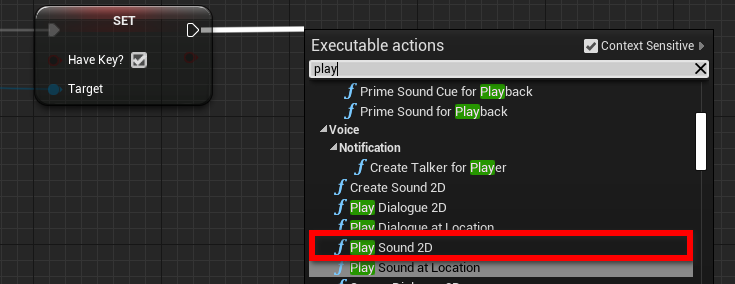 SET
Have Key?
Target
Executable actions
Context Sensitive
play
f Prime Sound Cue for Playback
f Prime Sound for Playback
Voice
Notification
f Create Talker for Player
f Create Sound 2D
f Play Dialogue 2D
f Play Dialogue at Location
f Play Sound 2D
f Play Sound at Location